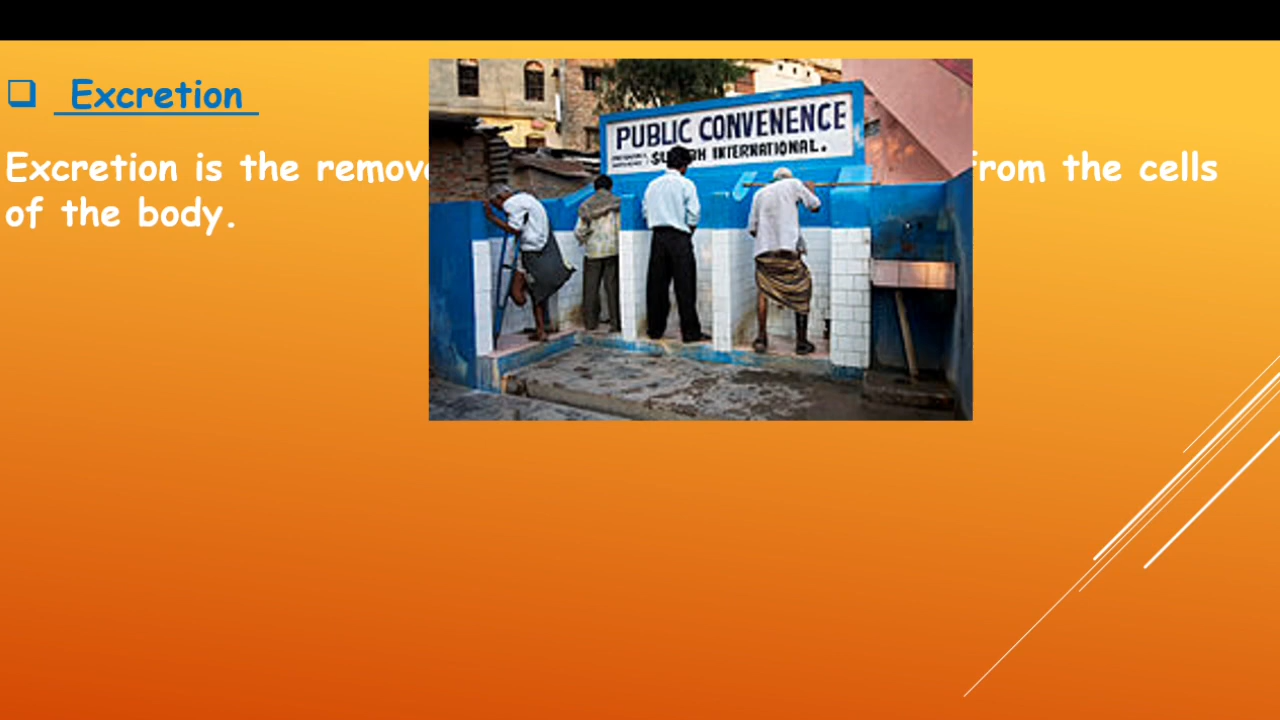 Excretion
Excretion is the remov from the cells
of the body.
PUBLIC CONVENENCE
INTERNATIONAL.